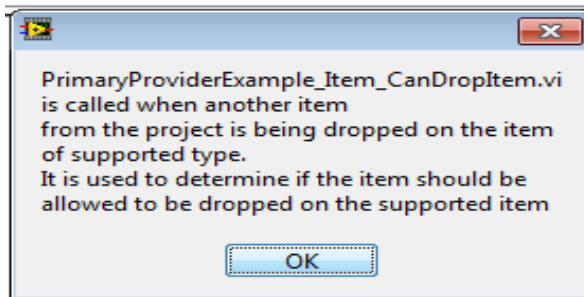 PrimaryProviderExample_Item_CanDropItem.vi
is called when another item
from the project is being dropped on the item
of supported type.
It is used to determine if the item should be
allowed to be dropped on the supported item
OK